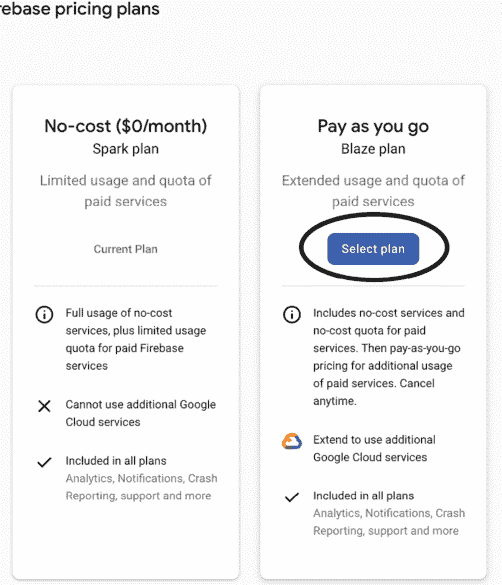 rebase pricing plans
No-cost ($0/month)
Spark plan
Limited usage and quota of
paid services
Current Plan
Full usage of no-cost
services, plus limited usage
quota for paid Firebase
services
Cannot use additional Google
Cloud services
Included in all plans
Analytics, Notifications, Crash
Reporting, support and more
Pay as you go
Blaze plan
Extended usage and quota of
paid services
Select plan
Includes no-cost services and
no-cost quota for paid
services. Then pay-as-you-go
pricing for additional usage
of paid services. Cancel
anytime.
Extend to use additional
Google Cloud services
Included in all plans
Analytics, Notifications, Crash
Reporting, support and more